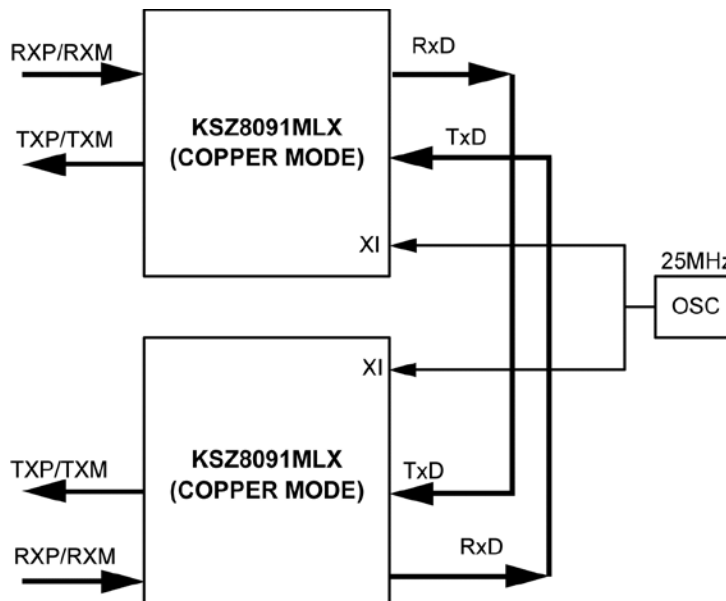 RXP/RXM
RxD
KSZ8091MLX
(COPPER MODE)
TXP/TXM
TxD
XI
25MHz
OSC
XI
KSZ8091MLX
(COPPER MODE)
TXP/TXM
TxD
RXP/RXM
RxD